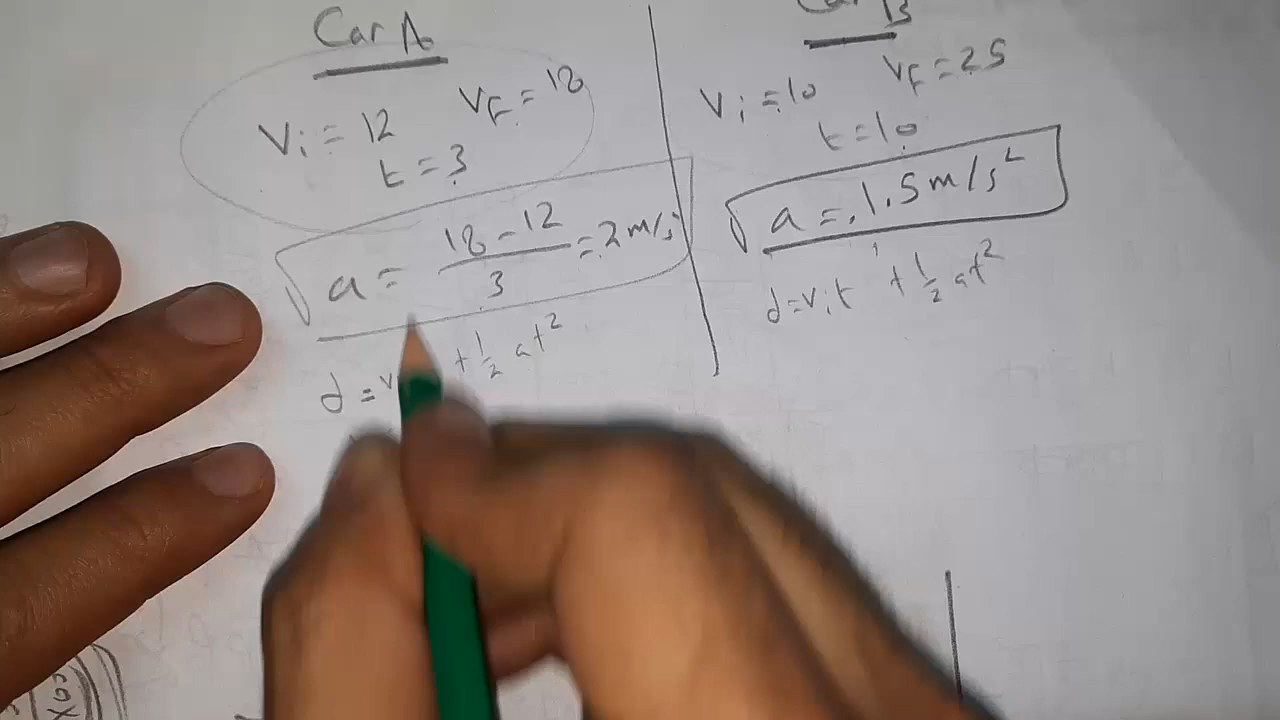 Car A
Vi = 12
VF = 18
t = 3
a = 18 - 12 / 3 = 2 m/s
d = v + 1/2 at²
Car B
Vi = 10
VF = 25
t = 10
a = 1.5 m/s²
d = vit + 1/2 at²
cox